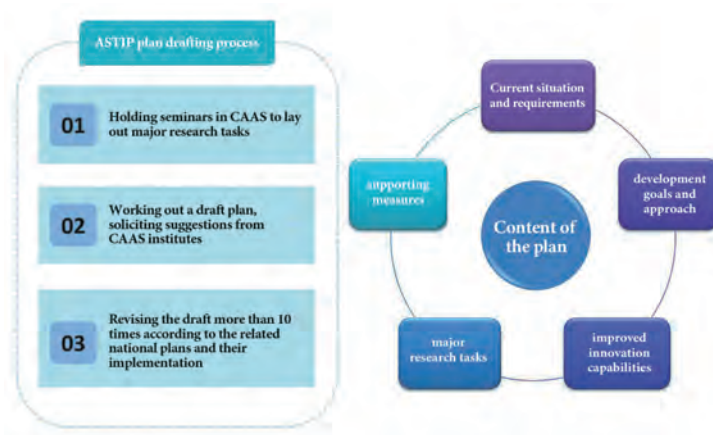 ASTIP plan drafting process
01
Holding seminars in CAAS to lay
out major research tasks
02
Working out a draft plan,
soliciting suggestions from
CAAS institutes
03
Revising the draft more than 10
times according to the related
national plans and their
implementation
Current situation
and requirements
development
goals and
approach
improved
innovation
capabilities
major
research tasks
supporting
measures
Content of
the plan